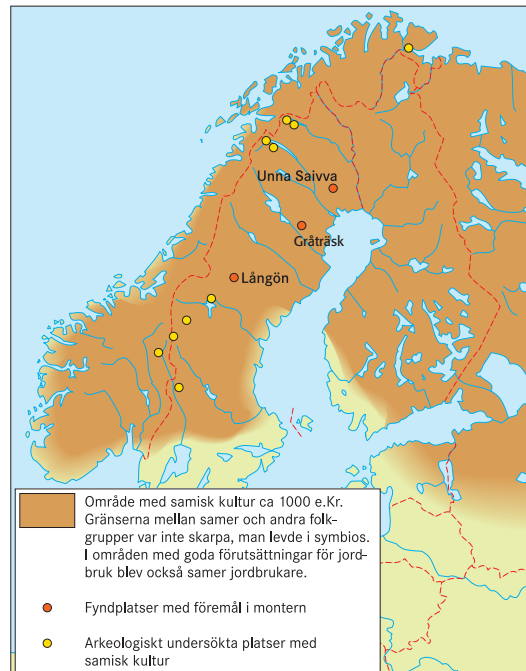 Unna Saivva
Gråträsk
Långön
Område med samisk kultur ca 1000 e.Kr.
Gränserna mellan samer och andra folk-
grupper var inte skarpa, man levde i symbios.
I områden med goda förutsättningar för jord-
bruk blev också samer jordbrukare.
Fyndplatser med föremål i montern
Arkeologiskt undersökta platser med
samisk kultur